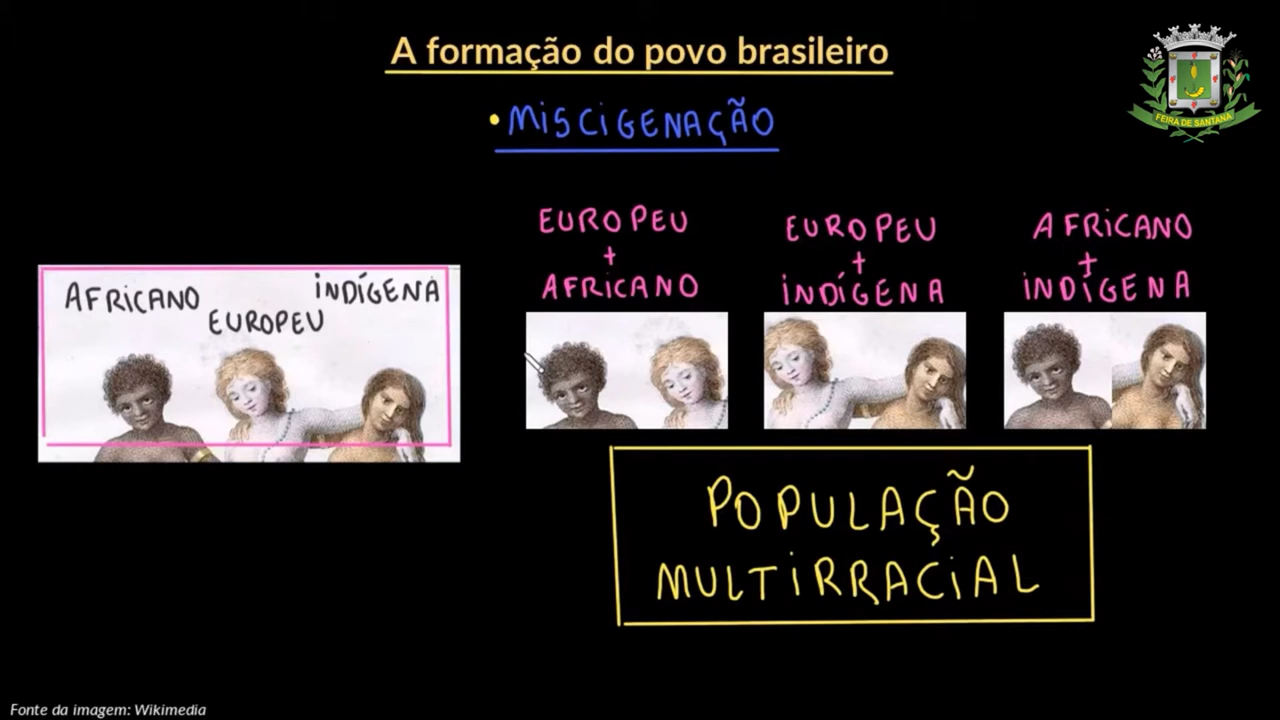 A formação do povo brasileiro
• MISCIGENAÇÃO
FEIRA DE SANTANA
AFRICANO
EUROPEU
INDÍGENA
EUROPEU
+
AFRICANO
EUROPEU
+
INDÍGENA
AFRICANO
+
INDÍGENA
POPULAÇÃO
MULTIRRACIAL
Fonte da imagem: Wikimedia